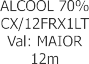 ALCOOL 70%
CX/12FRX1LT
Val: MAIOR
12m